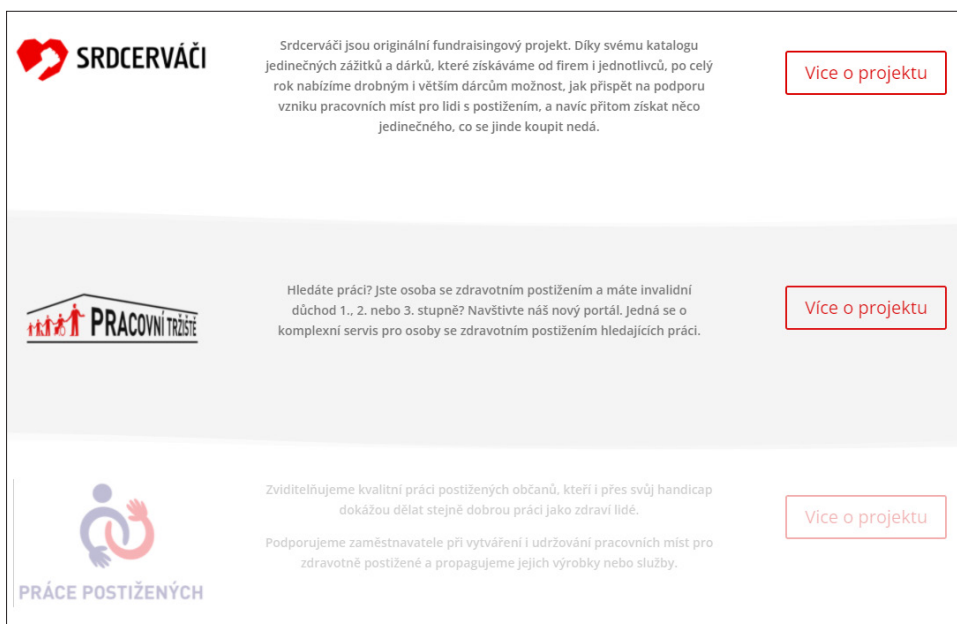 SRDCERVÁČI
Srdcerváči jsou originální fundraisingový projekt. Díky svému katalogu
jedinečných zážitků a dárků, které získáváme od firem i jednotlivců, po celý
rok nabízíme drobným i větším dárcům možnost, jak přispět na podporu
vzniku pracovních míst pro lidi s postižením, a navíc přitom získat něco
jedinečného, co se jinde koupit nedá.
Vice o projektu
PRACOVNÍ TRŽIŠTĚ
Hledáte práci? Jste osoba se zdravotním postižením a máte invalidní
důchod 1., 2. nebo 3. stupně? Navštivte náš nový portál. Jedná se o
komplexní servis pro osoby se zdravotním postižením hledajících práci.
Více o projektu
PRÁCE POSTIŽENÝCH
Zviditelňujeme kvalitní práci postižených občanů, kteří i přes svůj handicap
dokážou dělat stejně dobrou práci jako zdraví lidé.
Podporujeme zaměstnavatele při vytváření i udržování pracovních míst pro
zdravotně postižené a propagujeme jejich výrobky nebo služby.
Vice o projektu